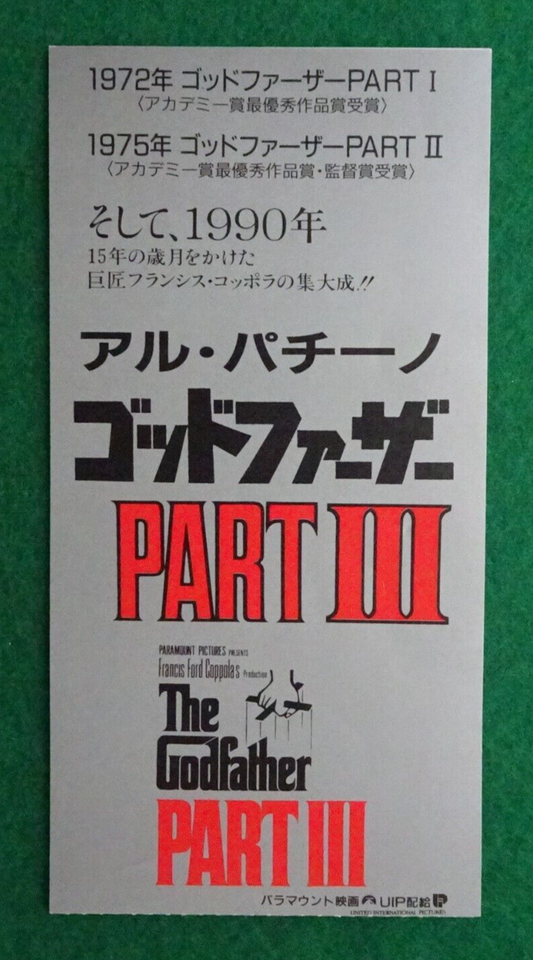 1972年 ゴッドファーザーPART I
〈アカデミー賞最優秀作品賞受賞〉
1975年 ゴッドファーザーPART II
〈アカデミー賞最優秀作品賞・監督賞受賞〉
そして、1990年
15年の歳月をかけた
巨匠フランシス・コッポラの集大成!!
アル・パチーノ
ゴッドファーザー
PART III
PARAMOUNT PICTURES PRESENTS
Francis Ford Coppola's Production
The
Godfather
PART III
パラマウント映画 UIP配給
UNITED INTERNATIONAL PICTURES